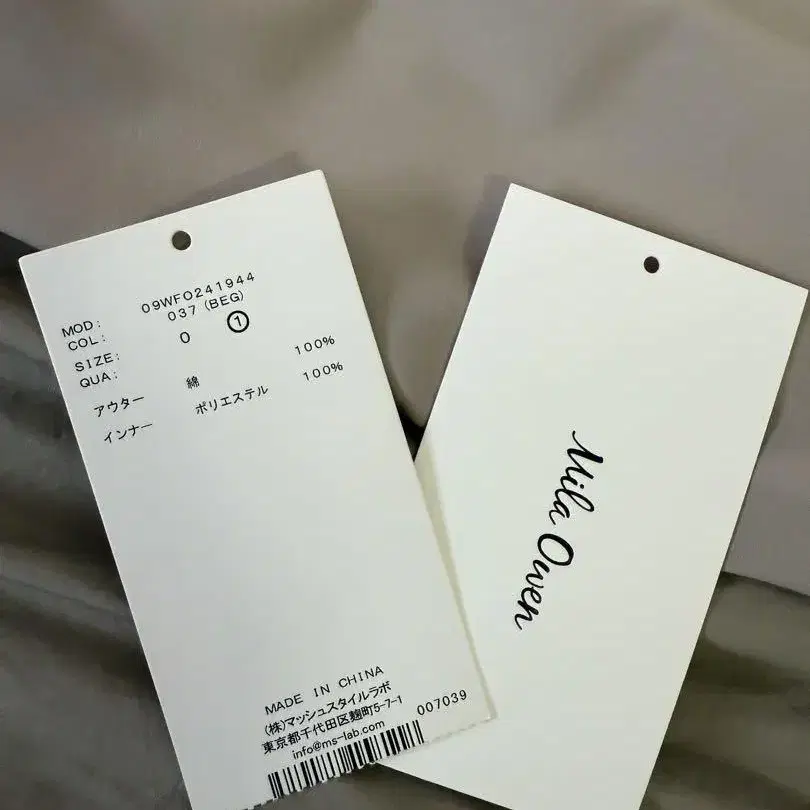 MOD: 09WFO241944
COL: 037 (BEG)
SIZE: 0 ①
QUA:
アウター 綿 100%
インナー ポリエステル 100%
MADE IN CHINA
(株)マッシュスタイルラボ
東京都千代田区麹町5-7-1
info@ms-lab.com
007039
Mila Owen